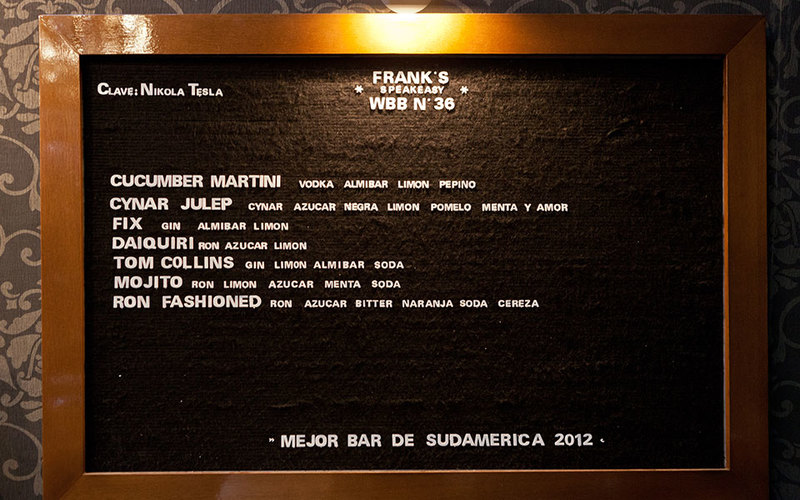 CLAVE: NIKOLA TESLA
FRANK'S
* SPEAKEASY *
WBB N° 36
CUCUMBER MARTINI VODKA ALMIBAR LIMON PEPINO
CYNAR JULEP CYNAR AZUCAR NEGRA LIMON POMELO MENTA Y AMOR
FIX GIN ALMIBAR LIMON
DAIQUIRI RON AZUCAR LIMON
TOM COLLINS GIN LIMON ALMIBAR SODA
MOJITO RON LIMON AZUCAR MENTA SODA
RON FASHIONED RON AZUCAR BITTER NARANJA SODA CEREZA
" MEJOR BAR DE SUDAMERICA 2012 "